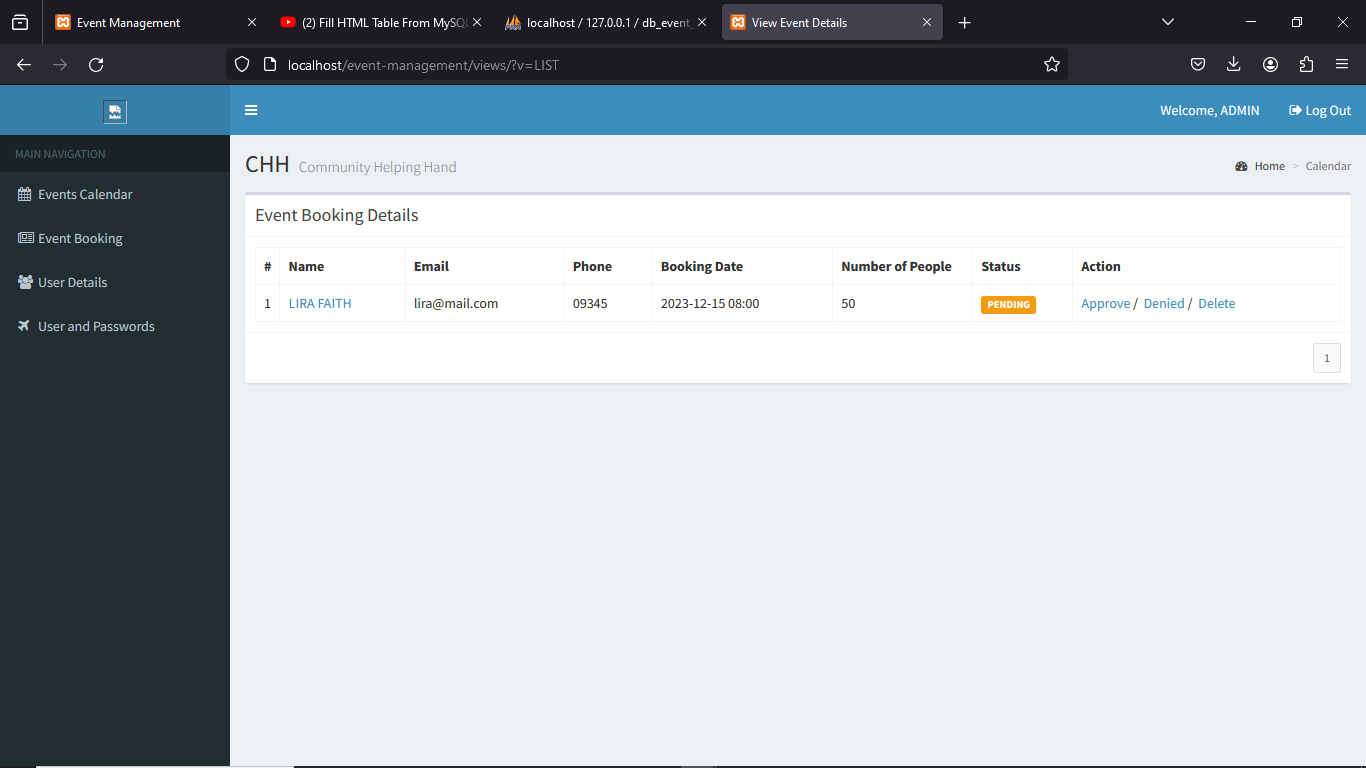 Event Management
(2) Fill HTML Table From MySQL
localhost / 127.0.0.1 / db_event_
View Event Details
localhost/event-management/views/?v=LIST
Welcome, ADMIN
Log Out
MAIN NAVIGATION
Events Calendar
Event Booking
User Details
User and Passwords
CHH Community Helping Hand
Home > Calendar
Event Booking Details
# Name Email Phone Booking Date Number of People Status Action
1 LIRA FAITH lira@mail.com 09345 2023-12-15 08:00 50 PENDING Approve / Denied / Delete
1